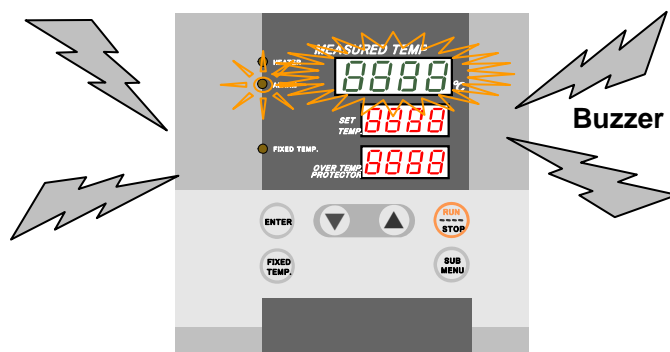 MEASURED TEMP
HEATER
8888 °C
ALARM
Buzzer
SET
TEMP.
8888
FIXED TEMP.
OVER TEMP.
PROTECTOR
8888
ENTER
RUN
STOP
FIXED
TEMP.
SUB
MENU